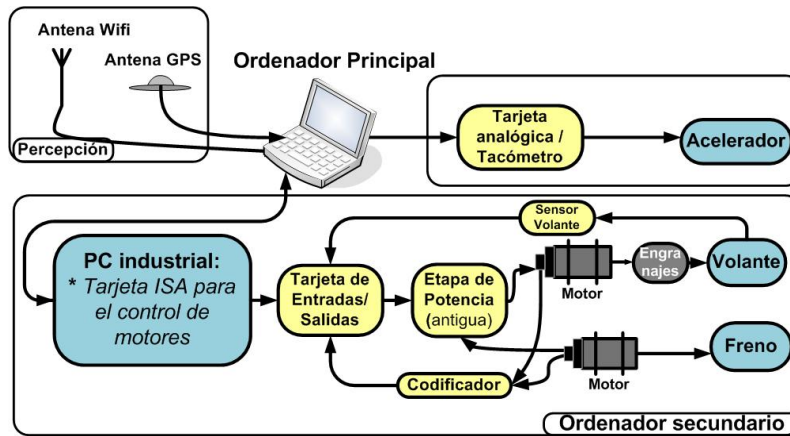 Antena Wifi
Antena GPS
Percepción
Ordenador Principal
Tarjeta
analógica /
Tacómetro
Acelerador
PC industrial:
* Tarjeta ISA para
el control de
motores
Tarjeta de
Entradas/
Salidas
Etapa de
Potencia
(antigua)
Sensor
Volante
Motor
Engra
najes
Volante
Codificador
Motor
Freno
Ordenador secundario